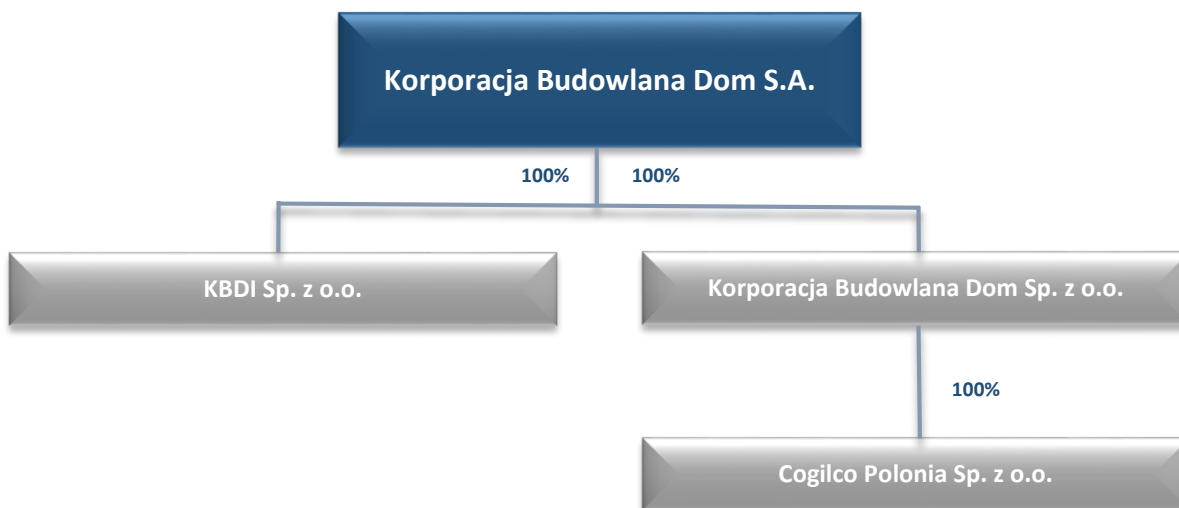 Korporacja Budowlana Dom S.A.
100% 100%
KBDI Sp. z o.o.
Korporacja Budowlana Dom Sp. z o.o.
100%
Cogilco Polonia Sp. z o.o.